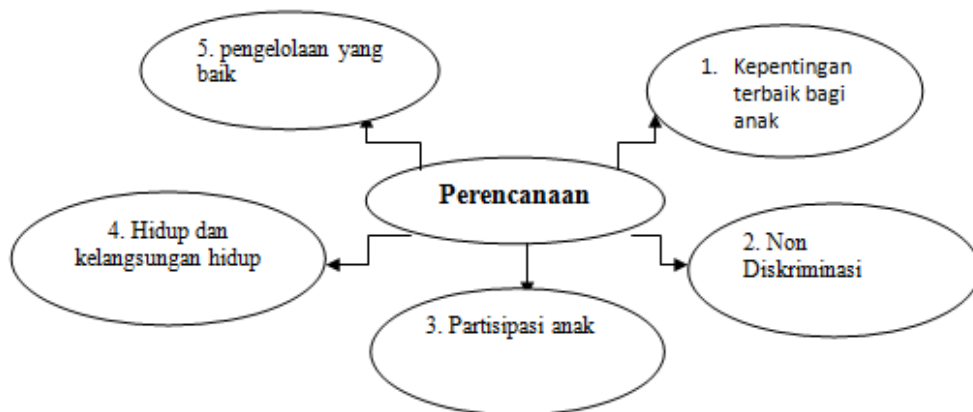 Perencanaan
1. Kepentingan
terbaik bagi
anak
2. Non
Diskriminasi
3. Partisipasi anak
4. Hidup dan
kelangsungan hidup
5. pengelolaan yang
baik